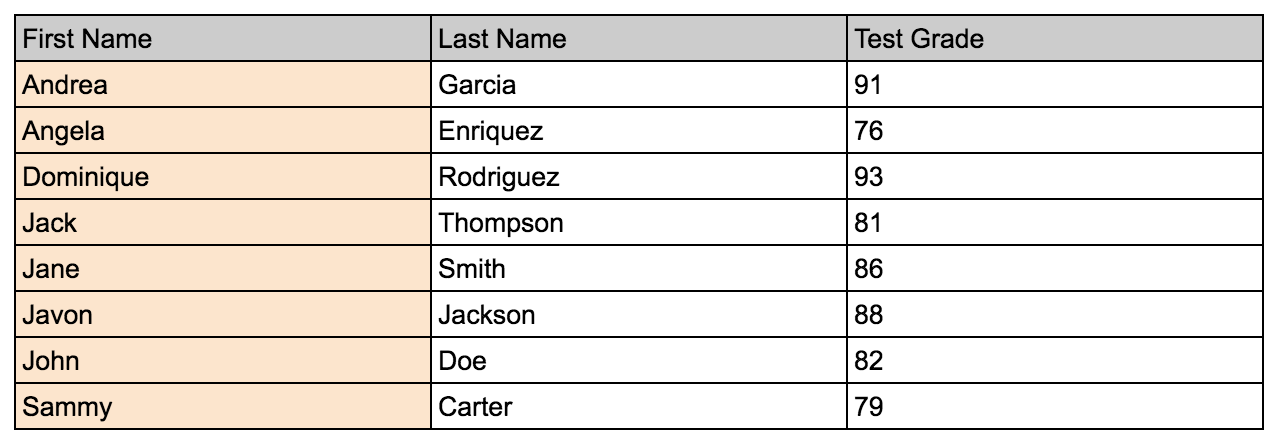 First Name Last Name Test Grade
Andrea Garcia 91
Angela Enriquez 76
Dominique Rodriguez 93
Jack Thompson 81
Jane Smith 86
Javon Jackson 88
John Doe 82
Sammy Carter 79